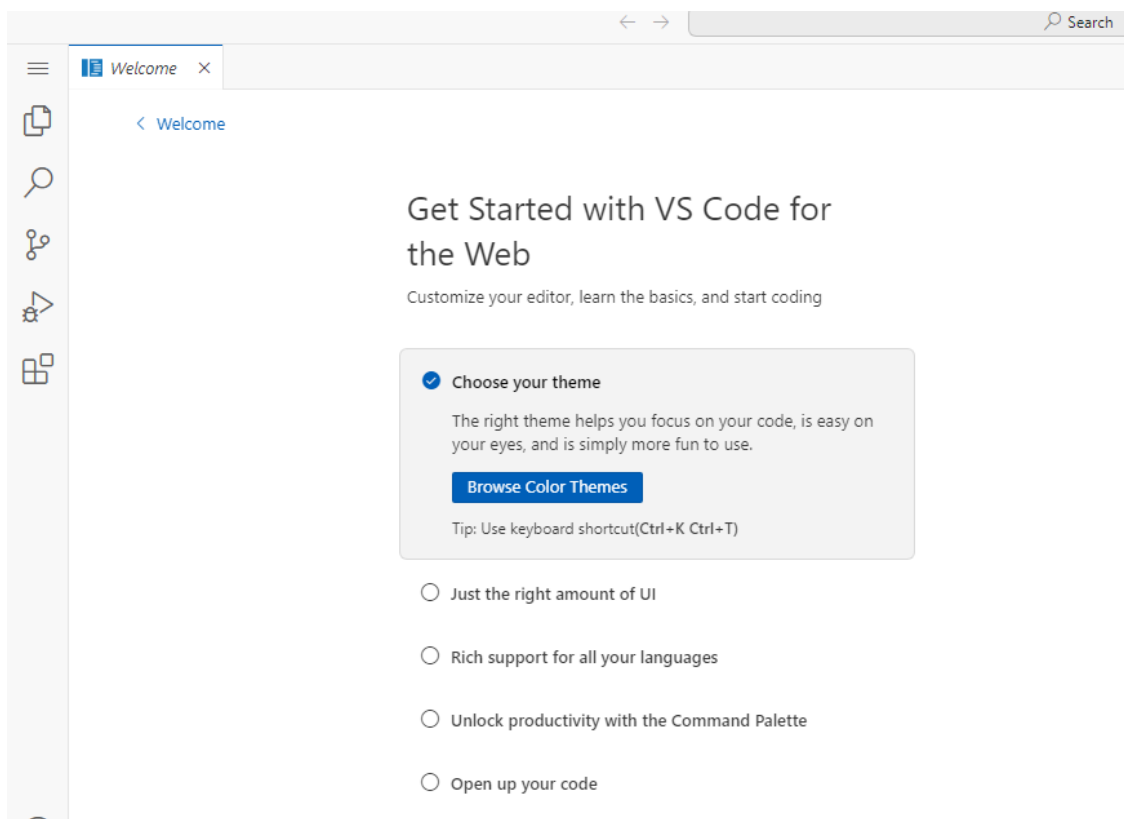 Search
Welcome
Welcome
Get Started with VS Code for
the Web
Customize your editor, learn the basics, and start coding
Choose your theme
The right theme helps you focus on your code, is easy on
your eyes, and is simply more fun to use.
Browse Color Themes
Tip: Use keyboard shortcut(Ctrl+K Ctrl+T)
Just the right amount of UI
Rich support for all your languages
Unlock productivity with the Command Palette
Open up your code